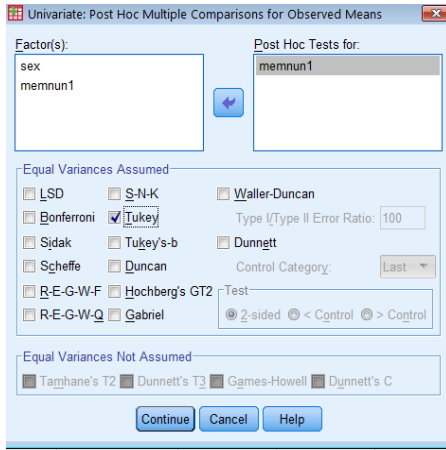 Univariate: Post Hoc Multiple Comparisons for Observed Means
Factor(s):
sex
memnun1
Post Hoc Tests for:
memnun1
Equal Variances Assumed
LSD S-N-K Waller-Duncan
Bonferroni Tukey Type I/Type II Error Ratio: 100
Sidak Tukey's-b Dunnett
Scheffe Duncan Control Category: Last
R-E-G-W-F Hochberg's GT2 Test
R-E-G-W-Q Gabriel 2-sided < Control > Control
Equal Variances Not Assumed
Tamhane's T2 Dunnett's T3 Games-Howell Dunnett's C
Continue Cancel Help